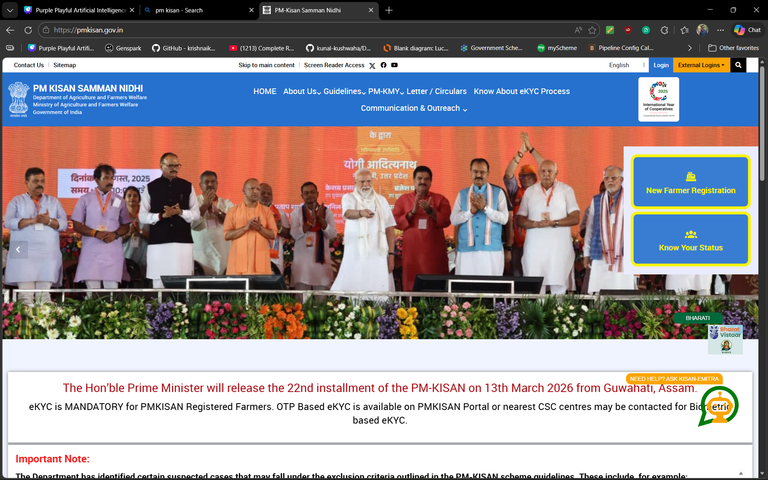 Purple Playful Artificial Intelligenc
pm kisan - Search
PM-Kisan Samman Nidhi
https://pmkisan.gov.in
Chat
Purple Playful Artifi...
Genspark
GitHub - krishnaik...
(1213) Complete R...
kunal-kushwaha/D...
Blank diagram: Luc...
Government Sche...
myScheme
Pipeline Config Cal...
Other favorites
Contact Us
Sitemap
Skip to main content
Screen Reader Access
English
Login
External Logins
PM KISAN SAMMAN NIDHI
Department of Agriculture and Farmers Welfare
Ministry of Agriculture and Farmers Welfare
Government of India
HOME About Us Guidelines PM-KMY Letter / Circulars Know About eKYC Process
Communication & Outreach
2025
International Year
of Cooperatives
के द्वारा
योगी आदित्यनाथ
उत्तर प्रदेश
2025
New Farmer Registration
Know Your Status
BHARATI
Bharat
Vistaar
The Hon'ble Prime Minister will release the 22nd installment of the PM-KISAN on 13th March 2026 from Guwahati, Assam.
NEED HELP? ASK KISAN-EMITRA
eKYC is MANDATORY for PMKISAN Registered Farmers. OTP Based eKYC is available on PMKISAN Portal or nearest CSC centres may be contacted for Biometric
based eKYC.
Important Note:
The Department has identified certain suspected cases that may fall under the exclusion criteria outlined in the PM-KISAN scheme guidelines. These include, for example: